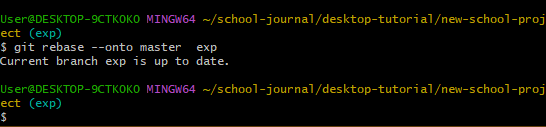 User@DESKTOP-9CTKOKO MINGW64 ~/school-journal/desktop-tutorial/new-school-proj
ect (exp)
$ git rebase --onto master  exp
Current branch exp is up to date.
User@DESKTOP-9CTKOKO MINGW64 ~/school-journal/desktop-tutorial/new-school-proj
ect (exp)
$